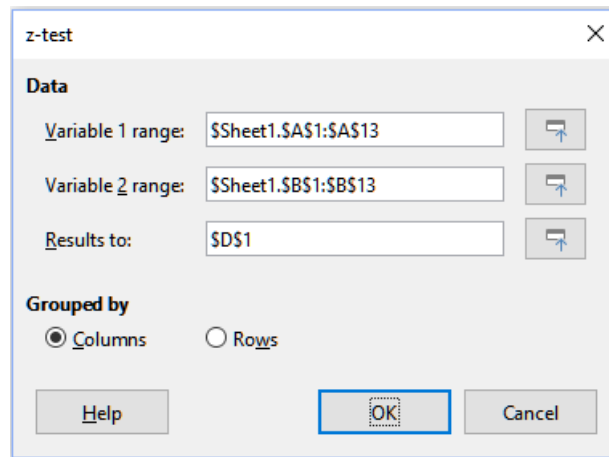 z-test
Data
Variable 1 range: $Sheet1.$A$1:$A$13
Variable 2 range: $Sheet1.$B$1:$B$13
Results to: $D$1
Grouped by
Columns Rows
Help OK Cancel